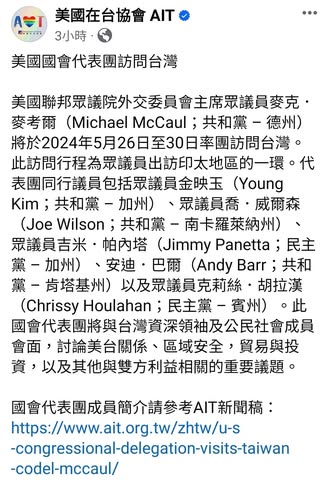 美國在台協會 AIT
3小時
美國國會代表團訪問台灣
美國聯邦眾議院外交委員會主席眾議員麥克．
麥考爾（Michael McCaul；共和黨 – 德州）
將於2024年5月26日至30日率團訪問台灣。
此訪問行程為眾議員出訪印太地區的一環。代
表團同行議員包括眾議員金映玉（Young
Kim；共和黨 – 加州）、眾議員喬．威爾森
（Joe Wilson；共和黨 – 南卡羅萊納州）、
眾議員吉米．帕內塔（Jimmy Panetta；民主
黨 – 加州）、安迪．巴爾（Andy Barr；共和
黨 – 肯塔基州）以及眾議員克莉絲．胡拉漢
（Chrissy Houlahan；民主黨 – 賓州）。此
國會代表團將與台灣資深領袖及公民社會成員
會面，討論美台關係、區域安全，貿易與投
資，以及其他與雙方利益相關的重要議題。
國會代表團成員簡介請參考AIT新聞稿：
https://www.ait.org.tw/zhtw/u-s
-congressional-delegation-visits-taiwan
-codel-mccaul/